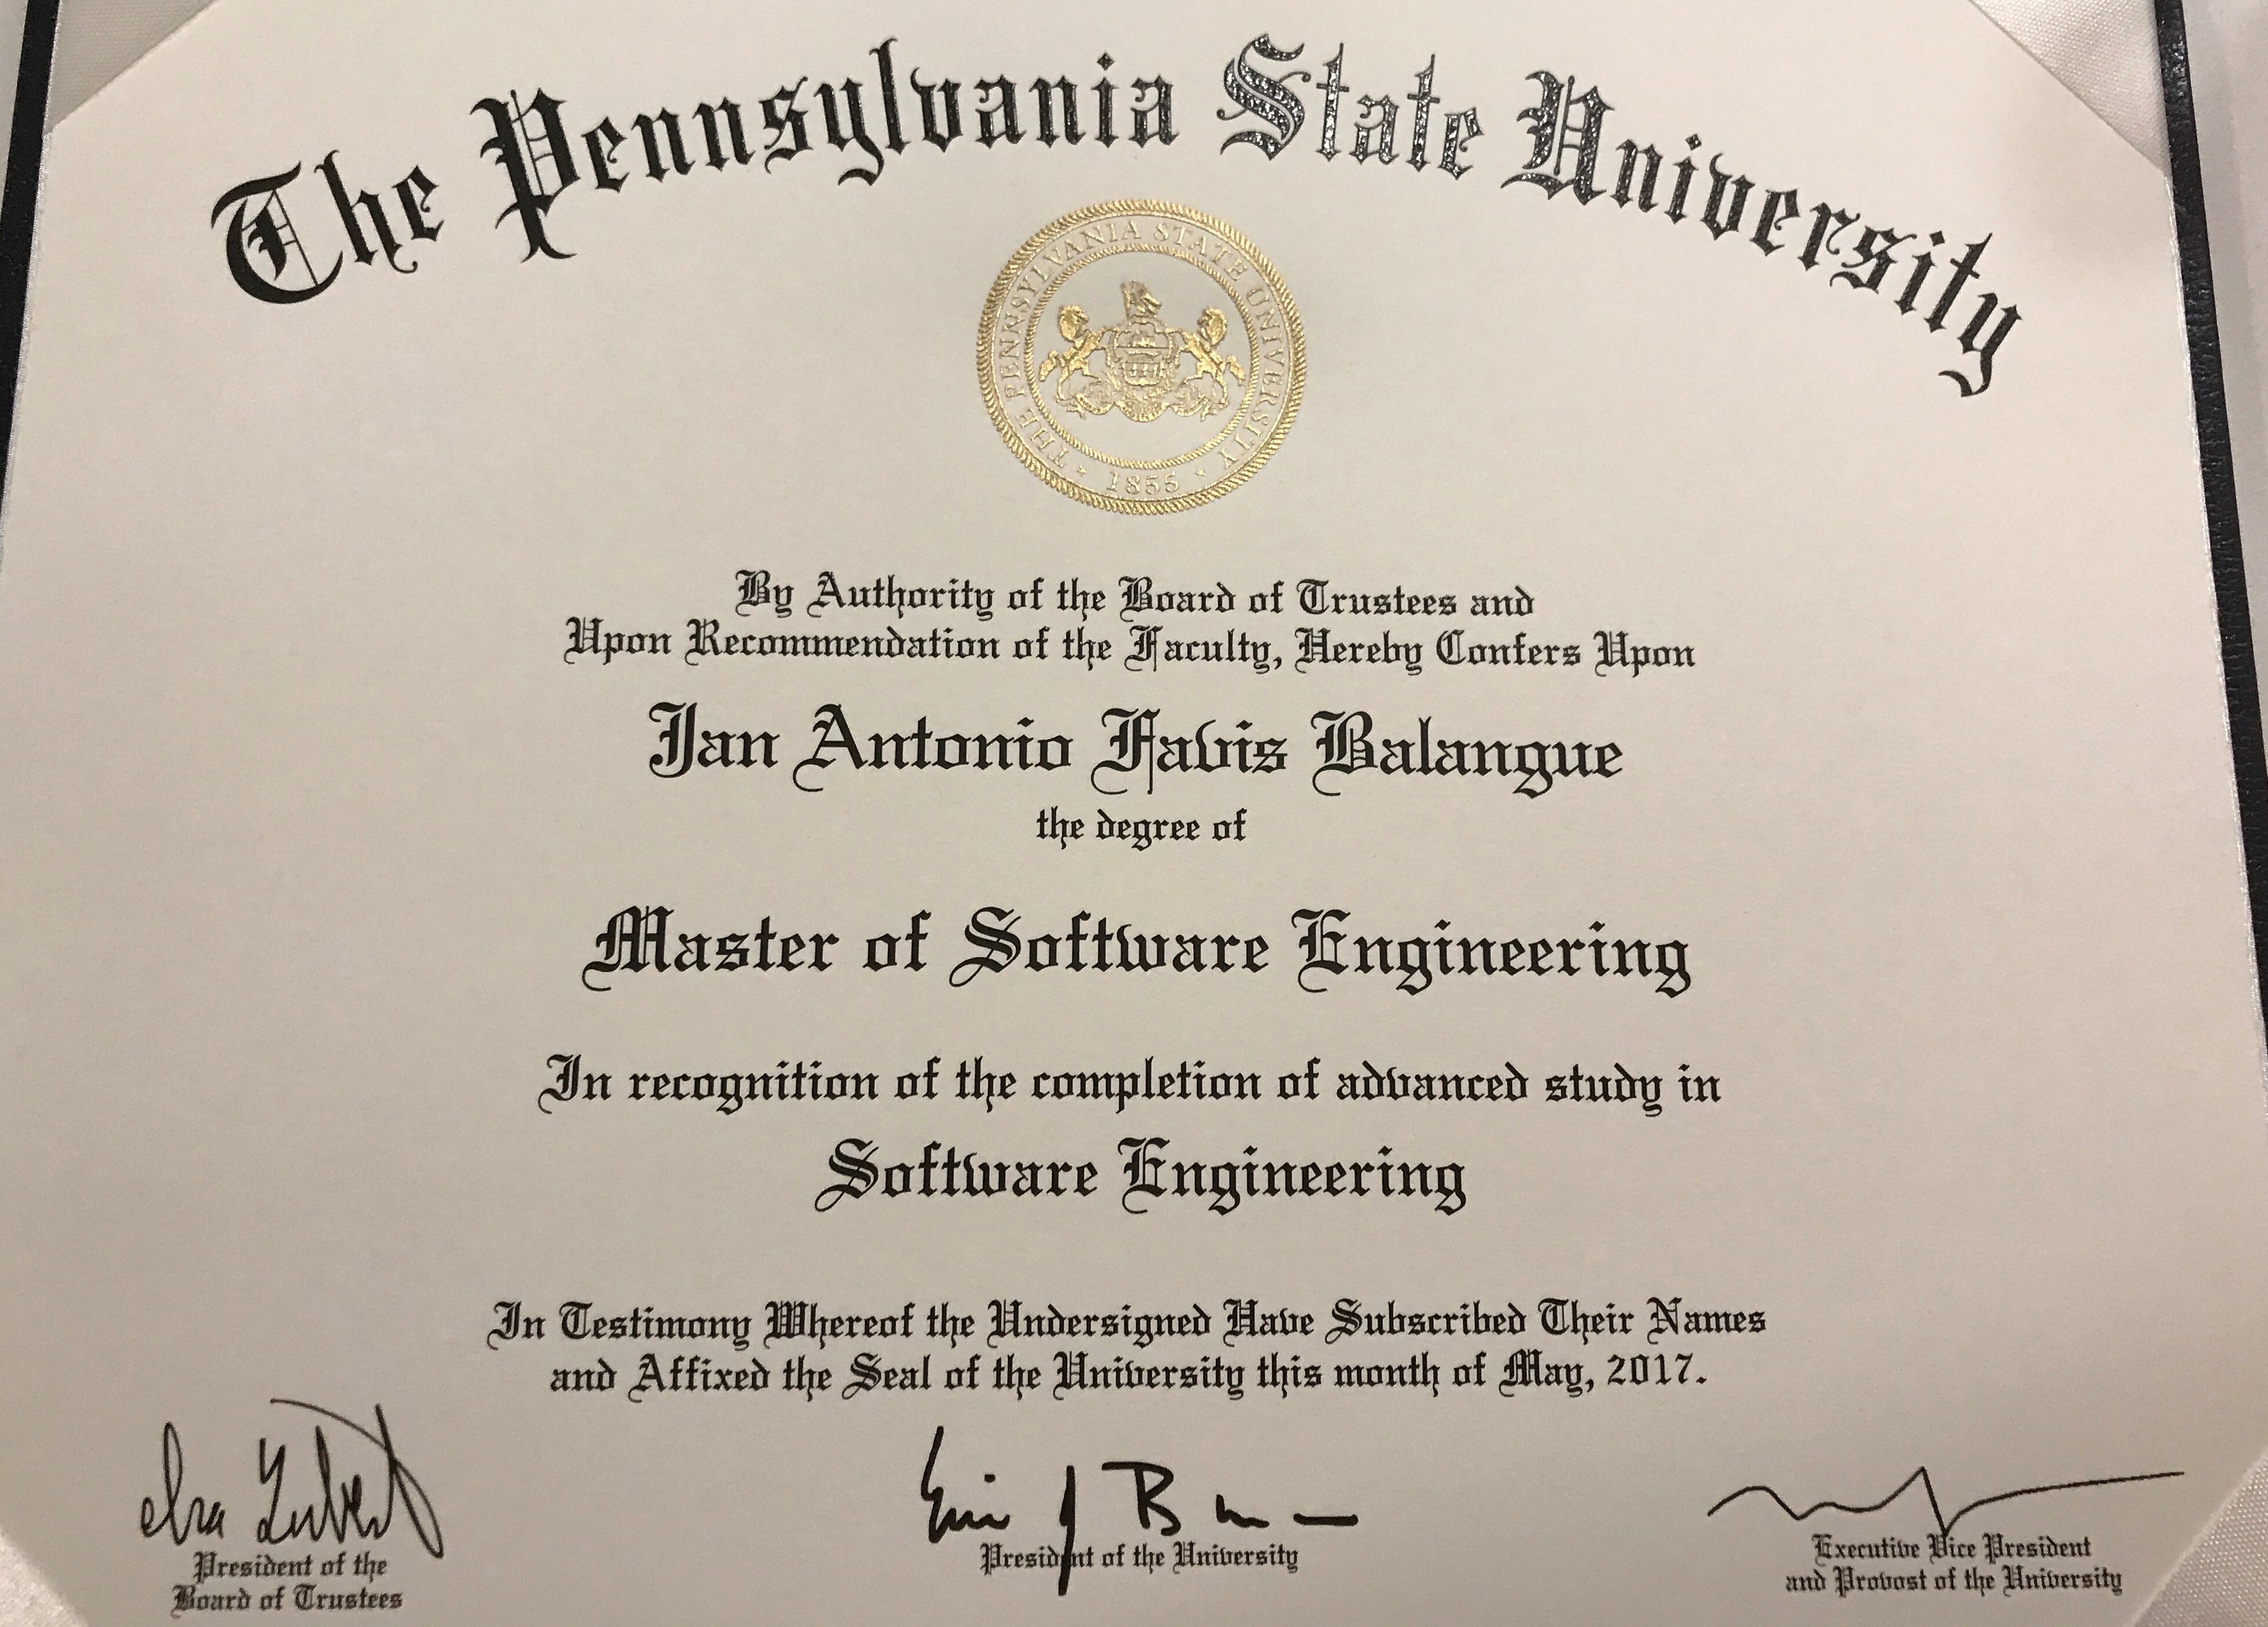 The Pennsylvania State University
THE PENNSYLVANIA STATE UNIVERSITY
1855
By Authority of the Board of Trustees and
Upon Recommendation of the Faculty, Hereby Confers Upon
Jan Antonio Favis Balangue
the degree of
Master of Software Engineering
In recognition of the completion of advanced study in
Software Engineering
In Testimony Whereof the Undersigned Have Subscribed Their Names
and Affixed the Seal of the University this month of May, 2017.
Ira Lubert
President of the
Board of Trustees
Eric J B
President of the University
Executive Vice President
and Provost of the University